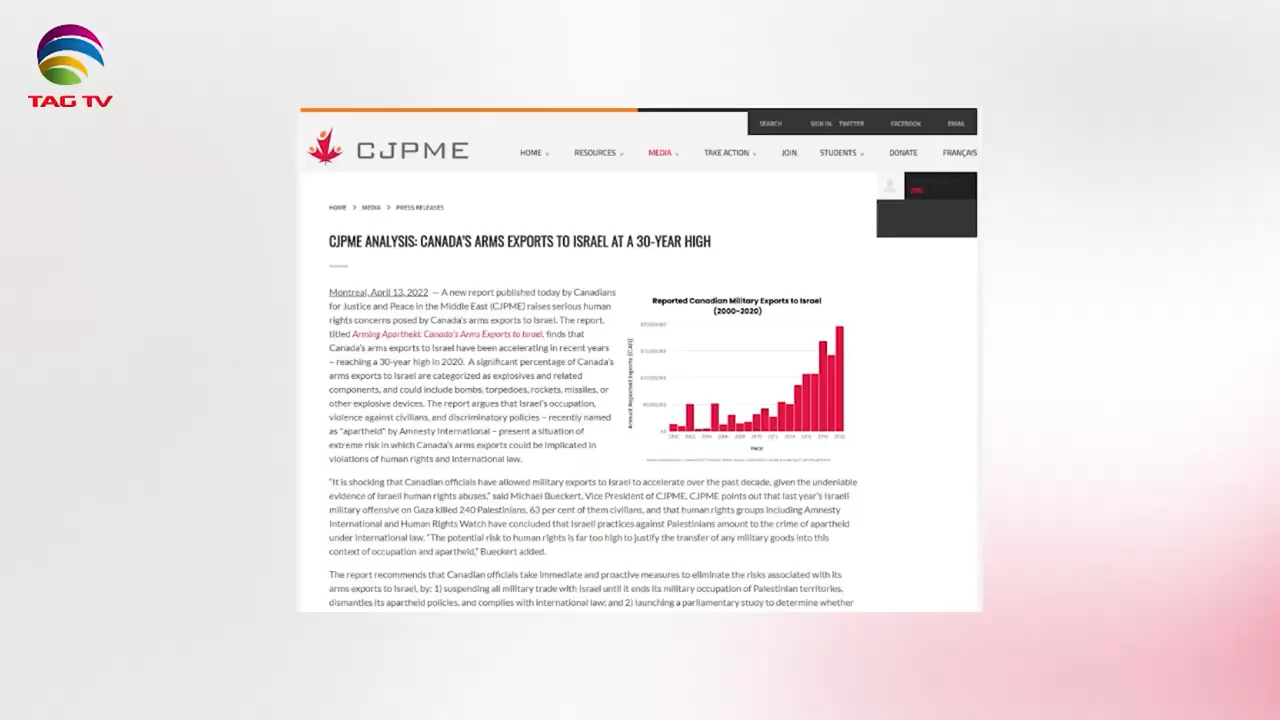 TAG TV
SEARCH SIGN IN TWITTER FACEBOOK EMAIL
CJPME
HOME RESOURCES MEDIA TAKE ACTION JOIN STUDENTS DONATE FRANÇAIS
HOME > MEDIA > PRESS RELEASES
CJPME ANALYSIS: CANADA'S ARMS EXPORTS TO ISRAEL AT A 30-YEAR HIGH
Montreal, April 13, 2022 — A new report published today by Canadians
for Justice and Peace in the Middle East (CJPME) raises serious human
rights concerns posed by Canada's arms exports to Israel. The report,
titled Arming Apartheid: Canada's Arms Exports to Israel, finds that
Canada's arms exports to Israel have been accelerating in recent years
– reaching a 30-year high in 2020. A significant percentage of Canada's
arms exports to Israel are categorized as explosives and related
components, and could include bombs, torpedoes, rockets, missiles, or
other explosive devices. The report argues that Israel's occupation,
violence against civilians, and discriminatory policies – recently named
as "apartheid" by Amnesty International – present a situation of
extreme risk in which Canada's arms exports could be implicated in
violations of human rights and international law.
Reported Canadian Military Exports to Israel
(2000-2020)
Amount Reported Exports (CAD)
$0
2000 2002 2004 2006 2008 2010 2012 2014 2016 2018 2020
Year
"It is shocking that Canadian officials have allowed military exports to Israel to accelerate over the past decade, given the undeniable
evidence of Israeli human rights abuses," said Michael Bueckert, Vice President of CJPME. CJPME points out that last year's Israeli
military offensive on Gaza killed 240 Palestinians, 63 per cent of them civilians, and that human rights groups including Amnesty
International and Human Rights Watch have concluded that Israeli practices against Palestinians amount to the crime of apartheid
under international law. "The potential risk to human rights is far too high to justify the transfer of any military goods into this
context of occupation and apartheid," Bueckert added.
The report recommends that Canadian officials take immediate and proactive measures to eliminate the risks associated with its
arms exports to Israel, by: 1) suspending all military trade with Israel until it ends its military occupation of Palestinian territories,
dismantles its apartheid policies, and complies with international law; and 2) launching a parliamentary study to determine whether